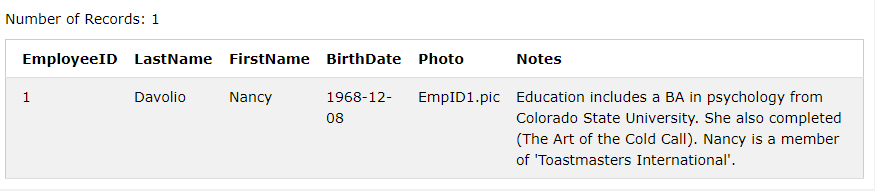 Number of Records: 1
EmployeeID LastName FirstName BirthDate Photo Notes
1 Davolio Nancy 1968-12- EmpID1.pic Education includes a BA in psychology from
08 Colorado State University. She also completed
(The Art of the Cold Call). Nancy is a member
of 'Toastmasters International'.